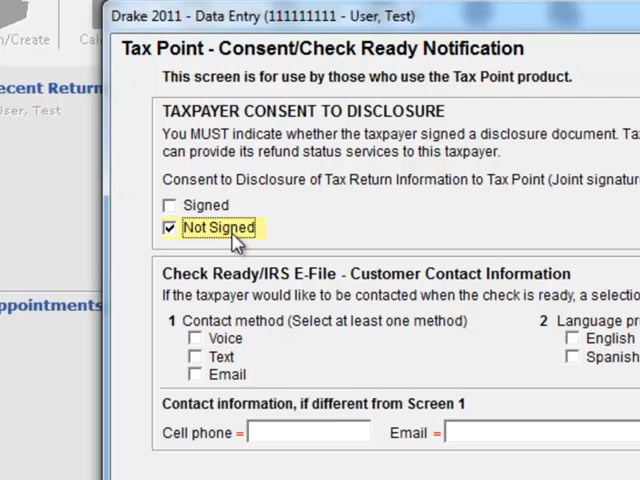 Drake 2011 - Data Entry (111111111 - User, Test)
n/Create
Cal
Tax Point - Consent/Check Ready Notification
This screen is for use by those who use the Tax Point product.
ecent Return
User, Test
TAXPAYER CONSENT TO DISCLOSURE
You MUST indicate whether the taxpayer signed a disclosure document. Ta
can provide its refund status services to this taxpayer.
Consent to Disclosure of Tax Return Information to Tax Point (Joint signature
Signed
Not Signed
Check Ready/IRS E-File - Customer Contact Information
If the taxpayer would like to be contacted when the check is ready, a selectio
ppointments
1 Contact method (Select at least one method) 2 Language pr
Voice English
Text Spanish
Email
Contact information, if different from Screen 1
Cell phone = Email =